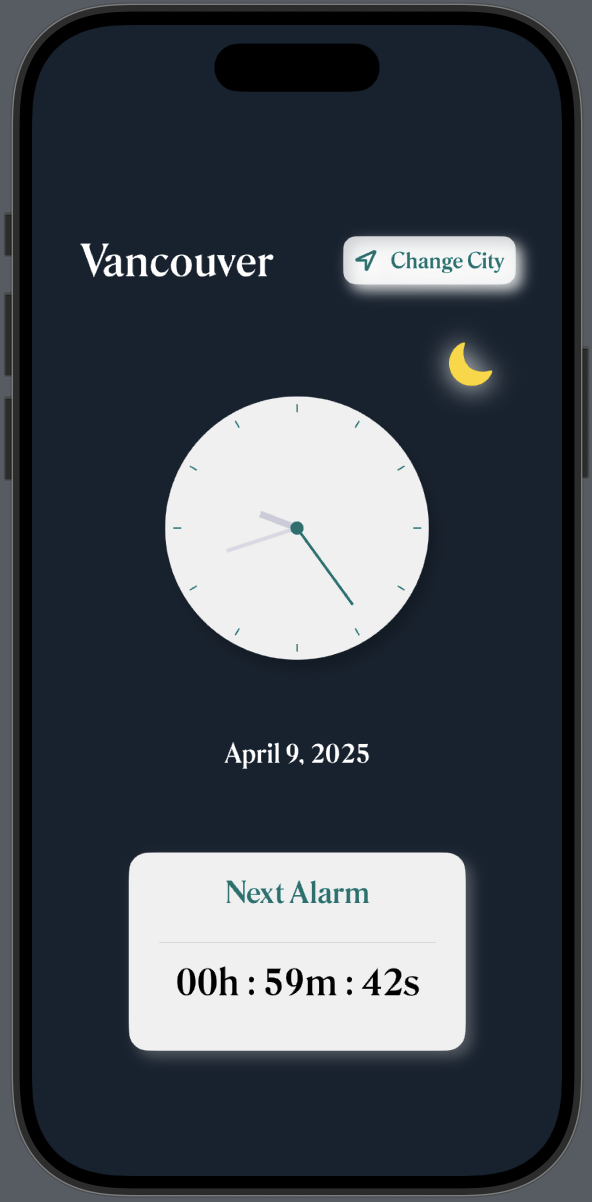 Vancouver
Change City
April 9, 2025
Next Alarm
00h : 59m : 42s